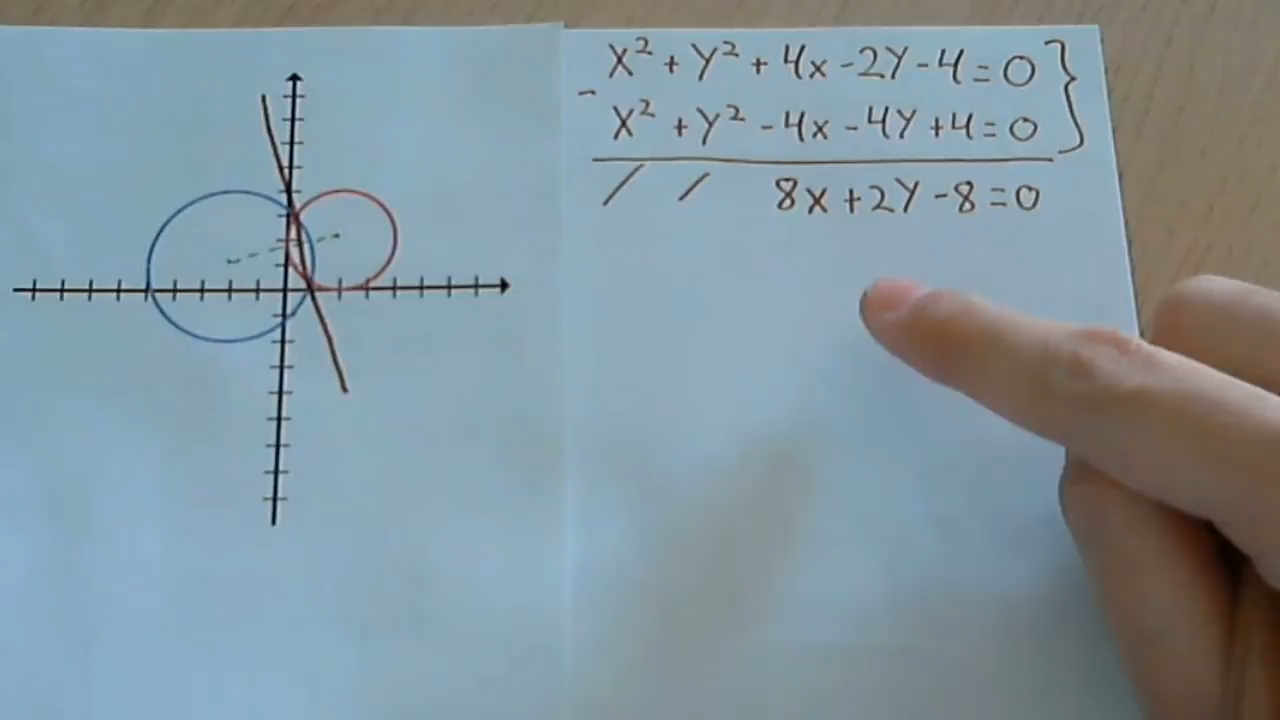 X² + Y² + 4x - 2Y - 4 = 0
- X² + Y² - 4x - 4Y + 4 = 0
/ / 8X + 2Y - 8 = 0